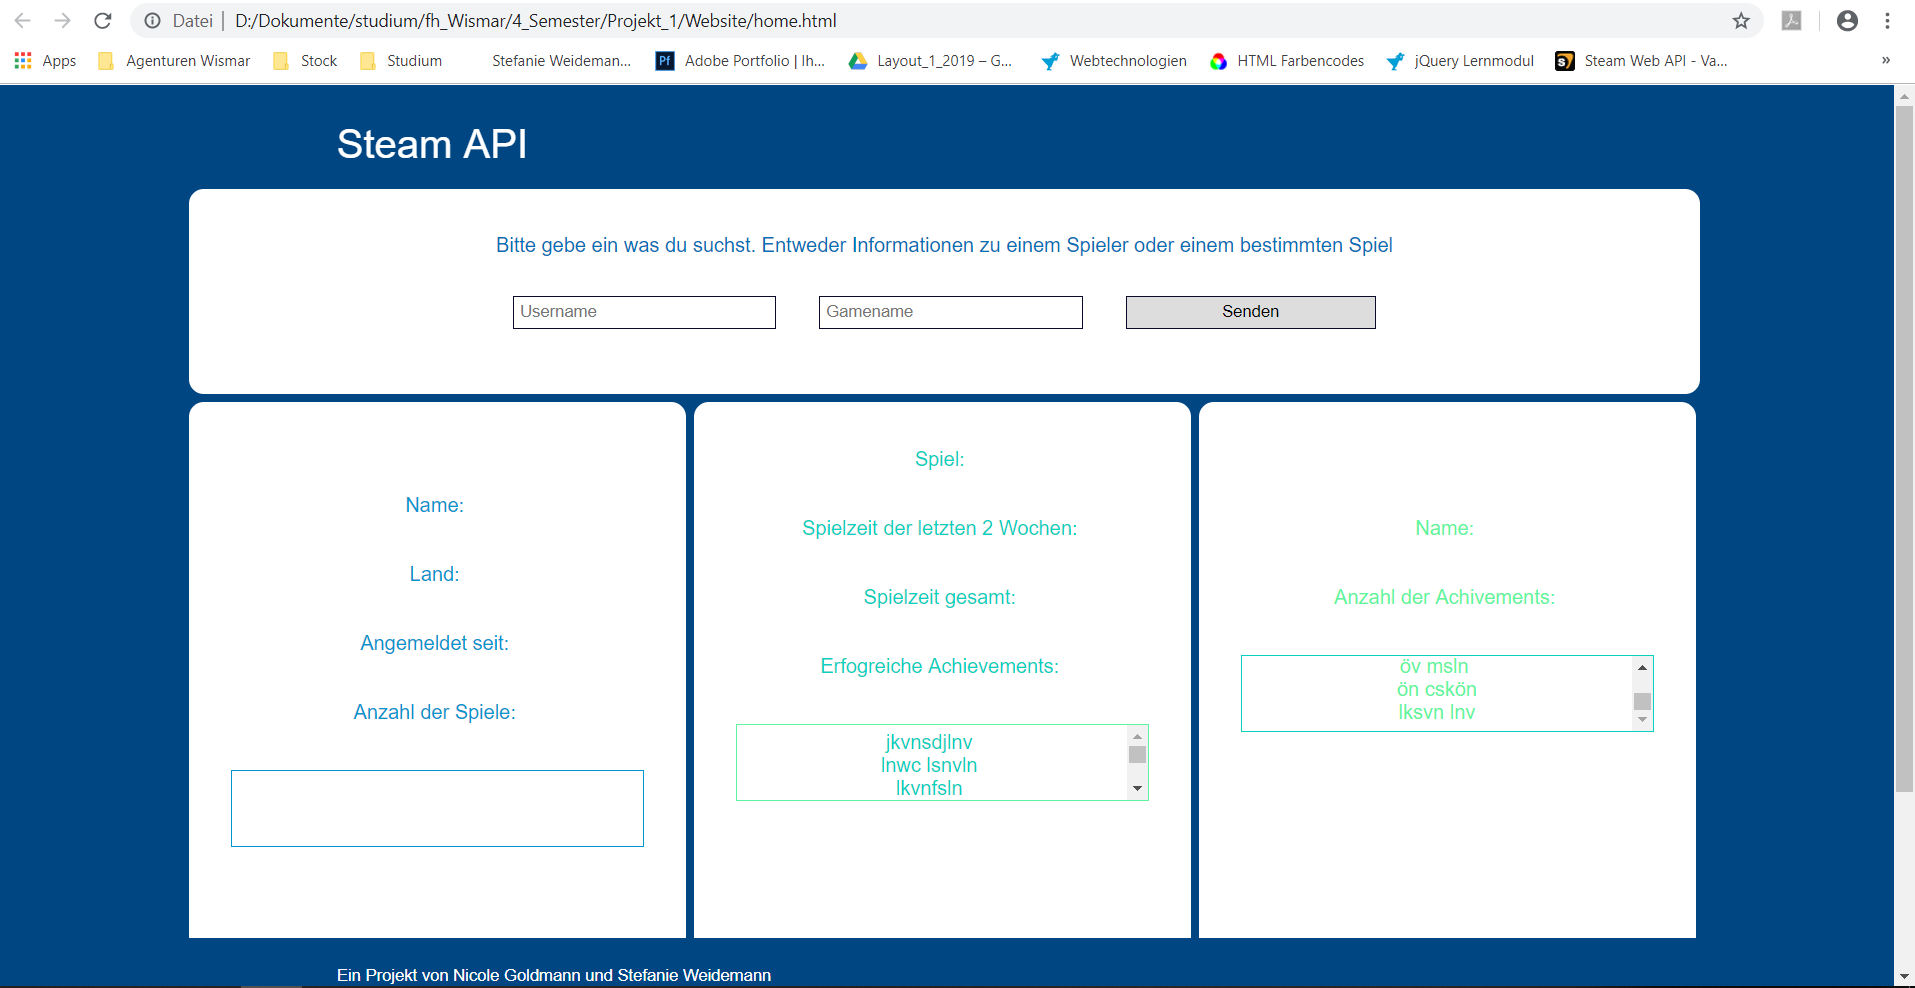 Datei | D:/Dokumente/studium/fh_Wismar/4_Semester/Projekt_1/Website/home.html
Apps Agenturen Wismar Stock Studium Stefanie Weideman... Adobe Portfolio | Ih... Layout_1_2019 – G... Webtechnologien HTML Farbencodes jQuery Lernmodul Steam Web API - Va... »
Steam API
Bitte gebe ein was du suchst. Entweder Informationen zu einem Spieler oder einem bestimmten Spiel
Username Gamename Senden
Name:
Land:
Angemeldet seit:
Anzahl der Spiele:
Spiel:
Spielzeit der letzten 2 Wochen:
Spielzeit gesamt:
Erfogreiche Achievements:
jkvnsdjlnv
lnwc lsnvln
lkvnfsln
Name:
Anzahl der Achivements:
öv msln
ön cskön
lksvn lnv
Ein Projekt von Nicole Goldmann und Stefanie Weidemann